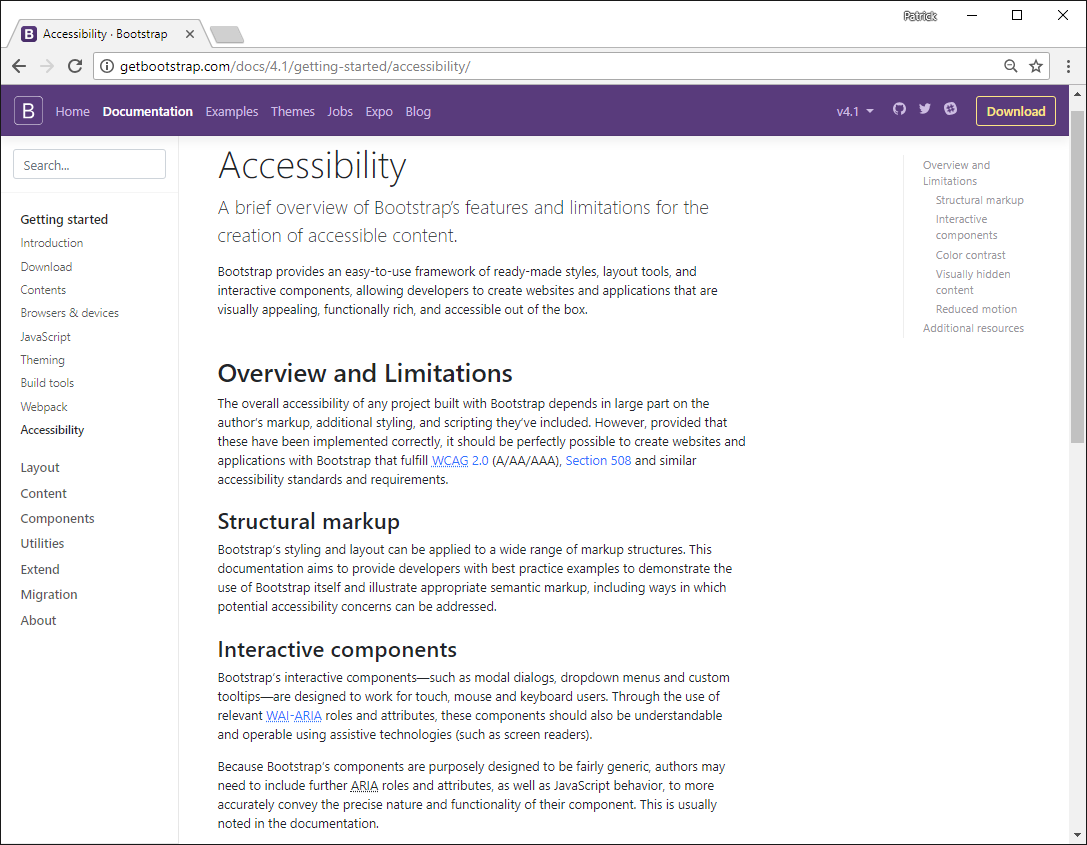 Patrick
B Accessibility · Bootstrap
getbootstrap.com/docs/4.1/getting-started/accessibility/
B Home Documentation Examples Themes Jobs Expo Blog v4.1 Download
Search...
Getting started
Introduction
Download
Contents
Browsers & devices
JavaScript
Theming
Build tools
Webpack
Accessibility
Layout
Content
Components
Utilities
Extend
Migration
About
Accessibility
A brief overview of Bootstrap's features and limitations for the
creation of accessible content.
Bootstrap provides an easy-to-use framework of ready-made styles, layout tools, and
interactive components, allowing developers to create websites and applications that are
visually appealing, functionally rich, and accessible out of the box.
Overview and Limitations
The overall accessibility of any project built with Bootstrap depends in large part on the
author's markup, additional styling, and scripting they've included. However, provided that
these have been implemented correctly, it should be perfectly possible to create websites and
applications with Bootstrap that fulfill WCAG 2.0 (A/AA/AAA), Section 508 and similar
accessibility standards and requirements.
Structural markup
Bootstrap's styling and layout can be applied to a wide range of markup structures. This
documentation aims to provide developers with best practice examples to demonstrate the
use of Bootstrap itself and illustrate appropriate semantic markup, including ways in which
potential accessibility concerns can be addressed.
Interactive components
Bootstrap's interactive components—such as modal dialogs, dropdown menus and custom
tooltips—are designed to work for touch, mouse and keyboard users. Through the use of
relevant WAI-ARIA roles and attributes, these components should also be understandable
and operable using assistive technologies (such as screen readers).
Because Bootstrap's components are purposely designed to be fairly generic, authors may
need to include further ARIA roles and attributes, as well as JavaScript behavior, to more
accurately convey the precise nature and functionality of their component. This is usually
noted in the documentation.
Overview and
Limitations
Structural markup
Interactive
components
Color contrast
Visually hidden
content
Reduced motion
Additional resources